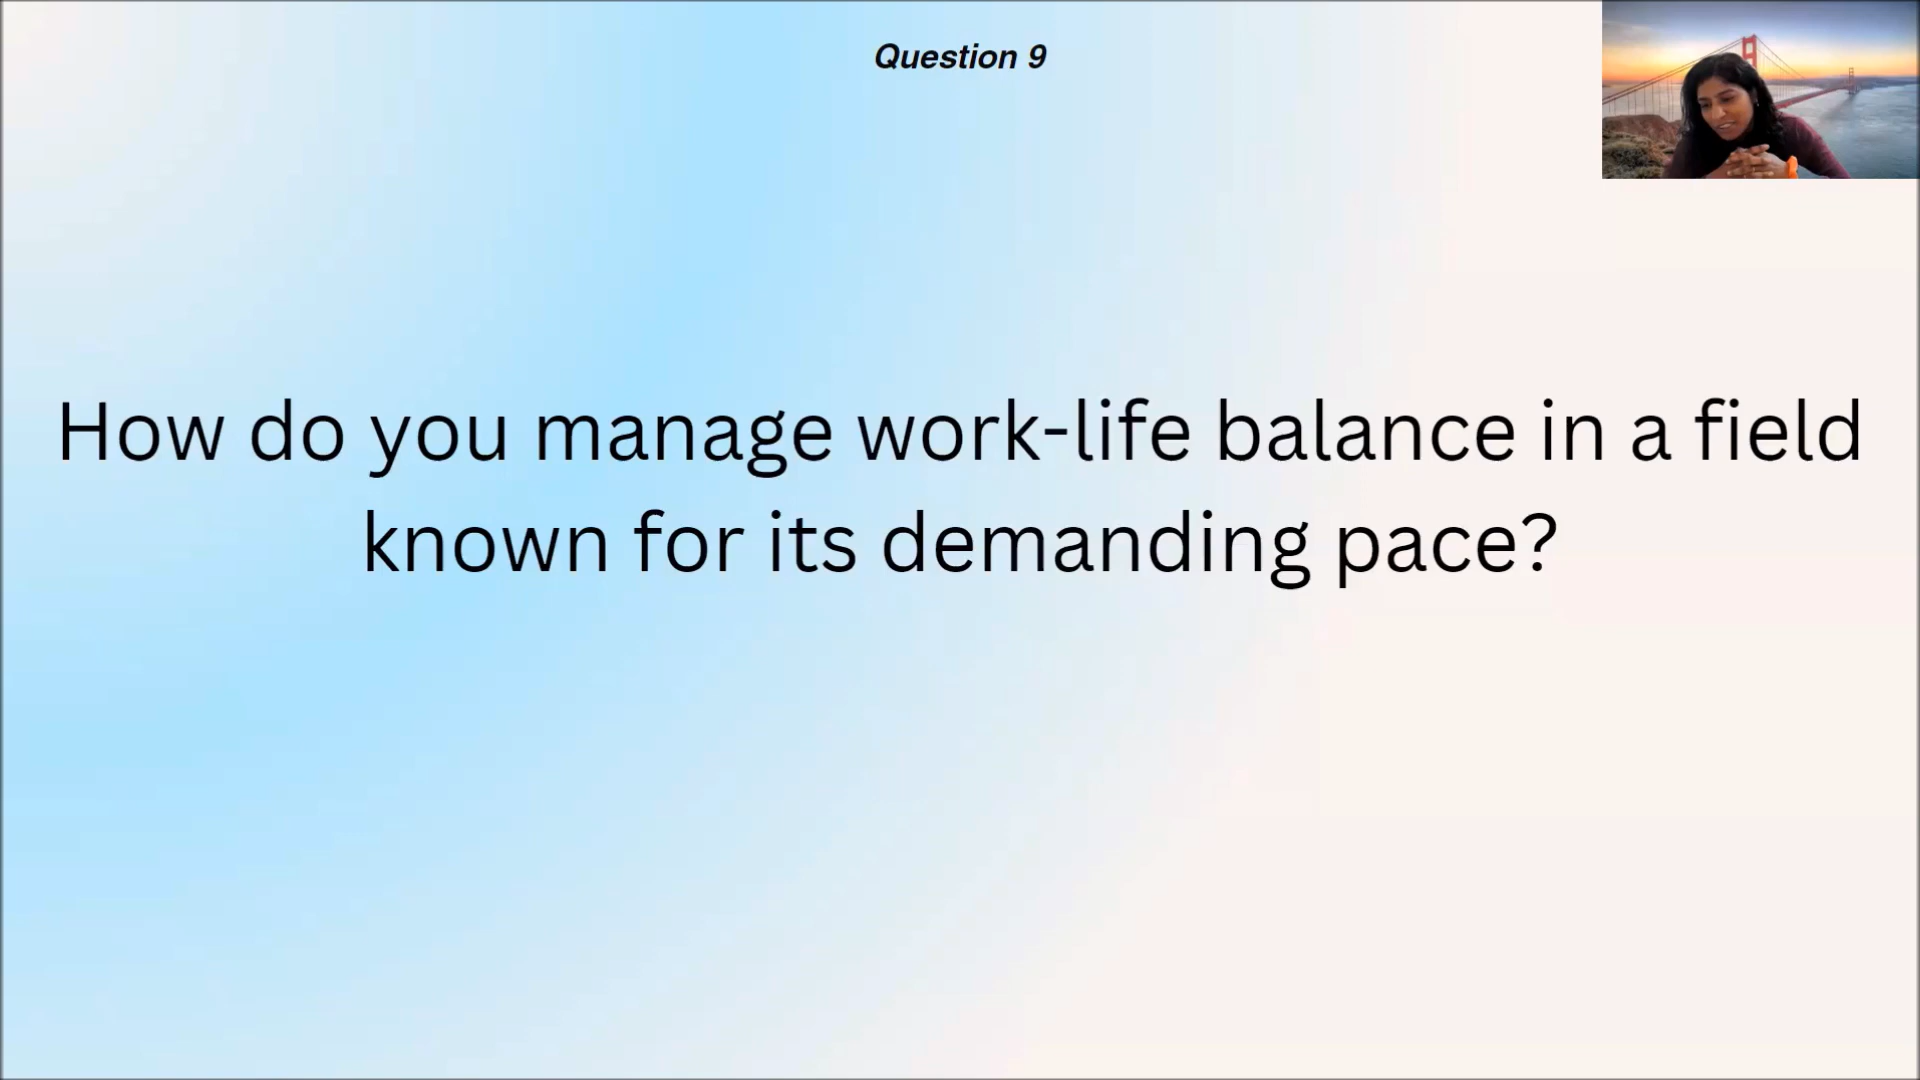 Question 9
How do you manage work-life balance in a field
known for its demanding pace?